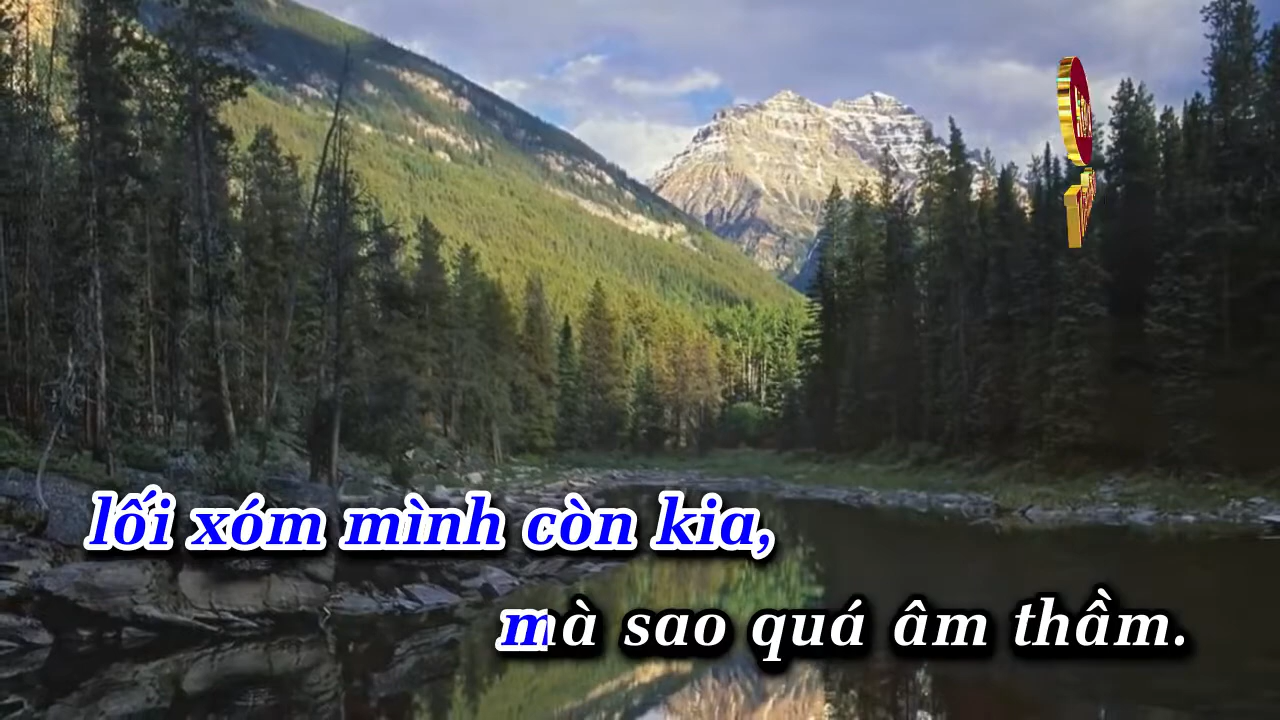 lối xóm mình còn kia,
mà sao quá âm thầm.